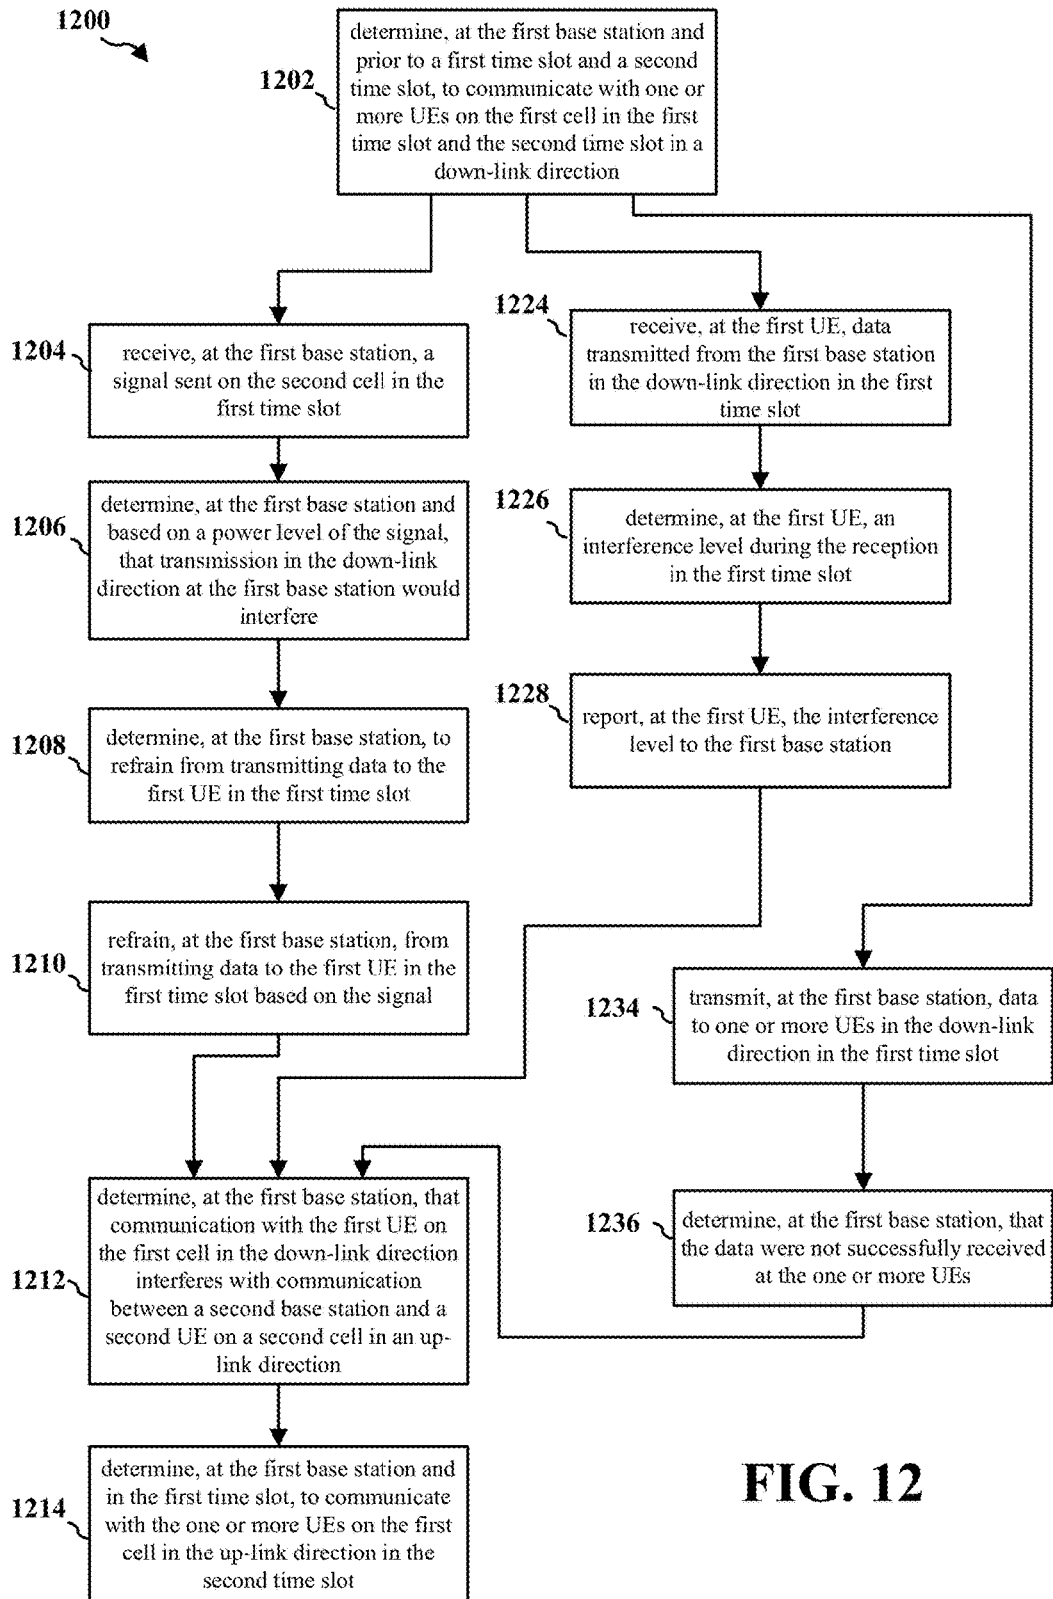 1200
1202
determine, at the first base station and
prior to a first time slot and a second
time slot, to communicate with one or
more UEs on the first cell in the first
time slot and the second time slot in a
down-link direction
1204
receive, at the first base station, a
signal sent on the second cell in the
first time slot
1206
determine, at the first base station and
based on a power level of the signal,
that transmission in the down-link
direction at the first base station would
interfere
1208
determine, at the first base station, to
refrain from transmitting data to the
first UE in the first time slot
1210
refrain, at the first base station, from
transmitting data to the first UE in the
first time slot based on the signal
1224
receive, at the first UE, data
transmitted from the first base station
in the down-link direction in the first
time slot
1226
determine, at the first UE, an
interference level during the reception
in the first time slot
1228
report, at the first UE, the interference
level to the first base station
1234
transmit, at the first base station, data
to one or more UEs in the down-link
direction in the first time slot
1236
determine, at the first base station, that
the data were not successfully received
at the one or more UEs
1212
determine, at the first base station, that
communication with the first UE on
the first cell in the down-link direction
interferes with communication
between a second base station and a
second UE on a second cell in an up-
link direction
1214
determine, at the first base station and
in the first time slot, to communicate
with the one or more UEs on the first
cell in the up-link direction in the
second time slot
FIG. 12